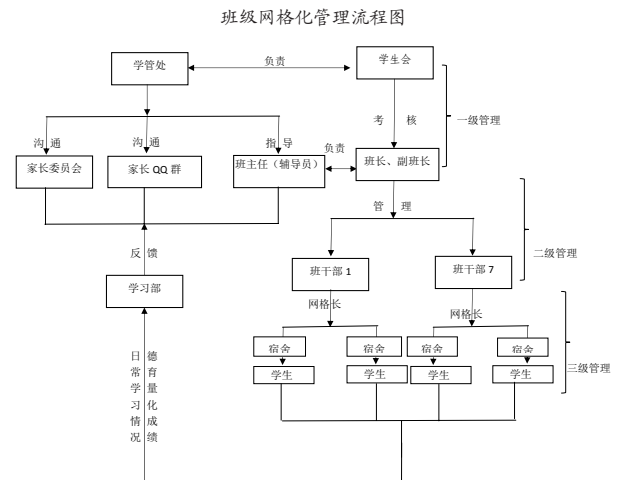 班级网格化管理流程图
学管处
负责
学生会
考 核
一级管理
沟 通
沟 通
指 导
负责
家长委员会
家长 QQ 群
班主任（辅导员）
班长、副班长
管 理
二级管理
反 馈
班干部 1
班干部 7
学习部
网格长
网格长
宿舍
宿舍
宿舍
宿舍
三级管理
学生
学生
学生
学生
日常学习情况
德育量化成绩